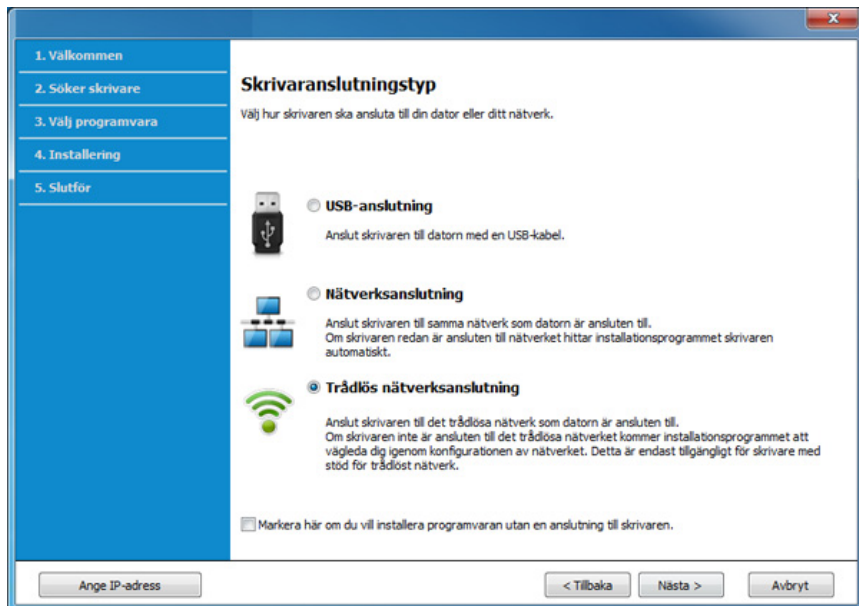 1. Välkommen
2. Söker skrivare
3. Välj programvara
4. Installering
5. Slutför
Skrivaranslutningstyp
Välj hur skrivaren ska ansluta till din dator eller ditt nätverk.
USB-anslutning
Anslut skrivaren till datorn med en USB-kabel.
Nätverksanslutning
Anslut skrivaren till samma nätverk som datorn är ansluten till.
Om skrivaren redan är ansluten till nätverket hittar installationsprogrammet skrivaren
automatiskt.
Trådlös nätverksanslutning
Anslut skrivaren till det trådlösa nätverk som datorn är ansluten till.
Om skrivaren inte är ansluten till det trådlösa nätverket kommer installationsprogrammet att
vägleda dig igenom konfigurationen av nätverket. Detta är endast tillgängligt för skrivare med
stöd för trådlöst nätverk.
Markera här om du vill installera programvaran utan en anslutning till skrivaren.
Ange IP-adress
< Tillbaka
Nästa >
Avbryt